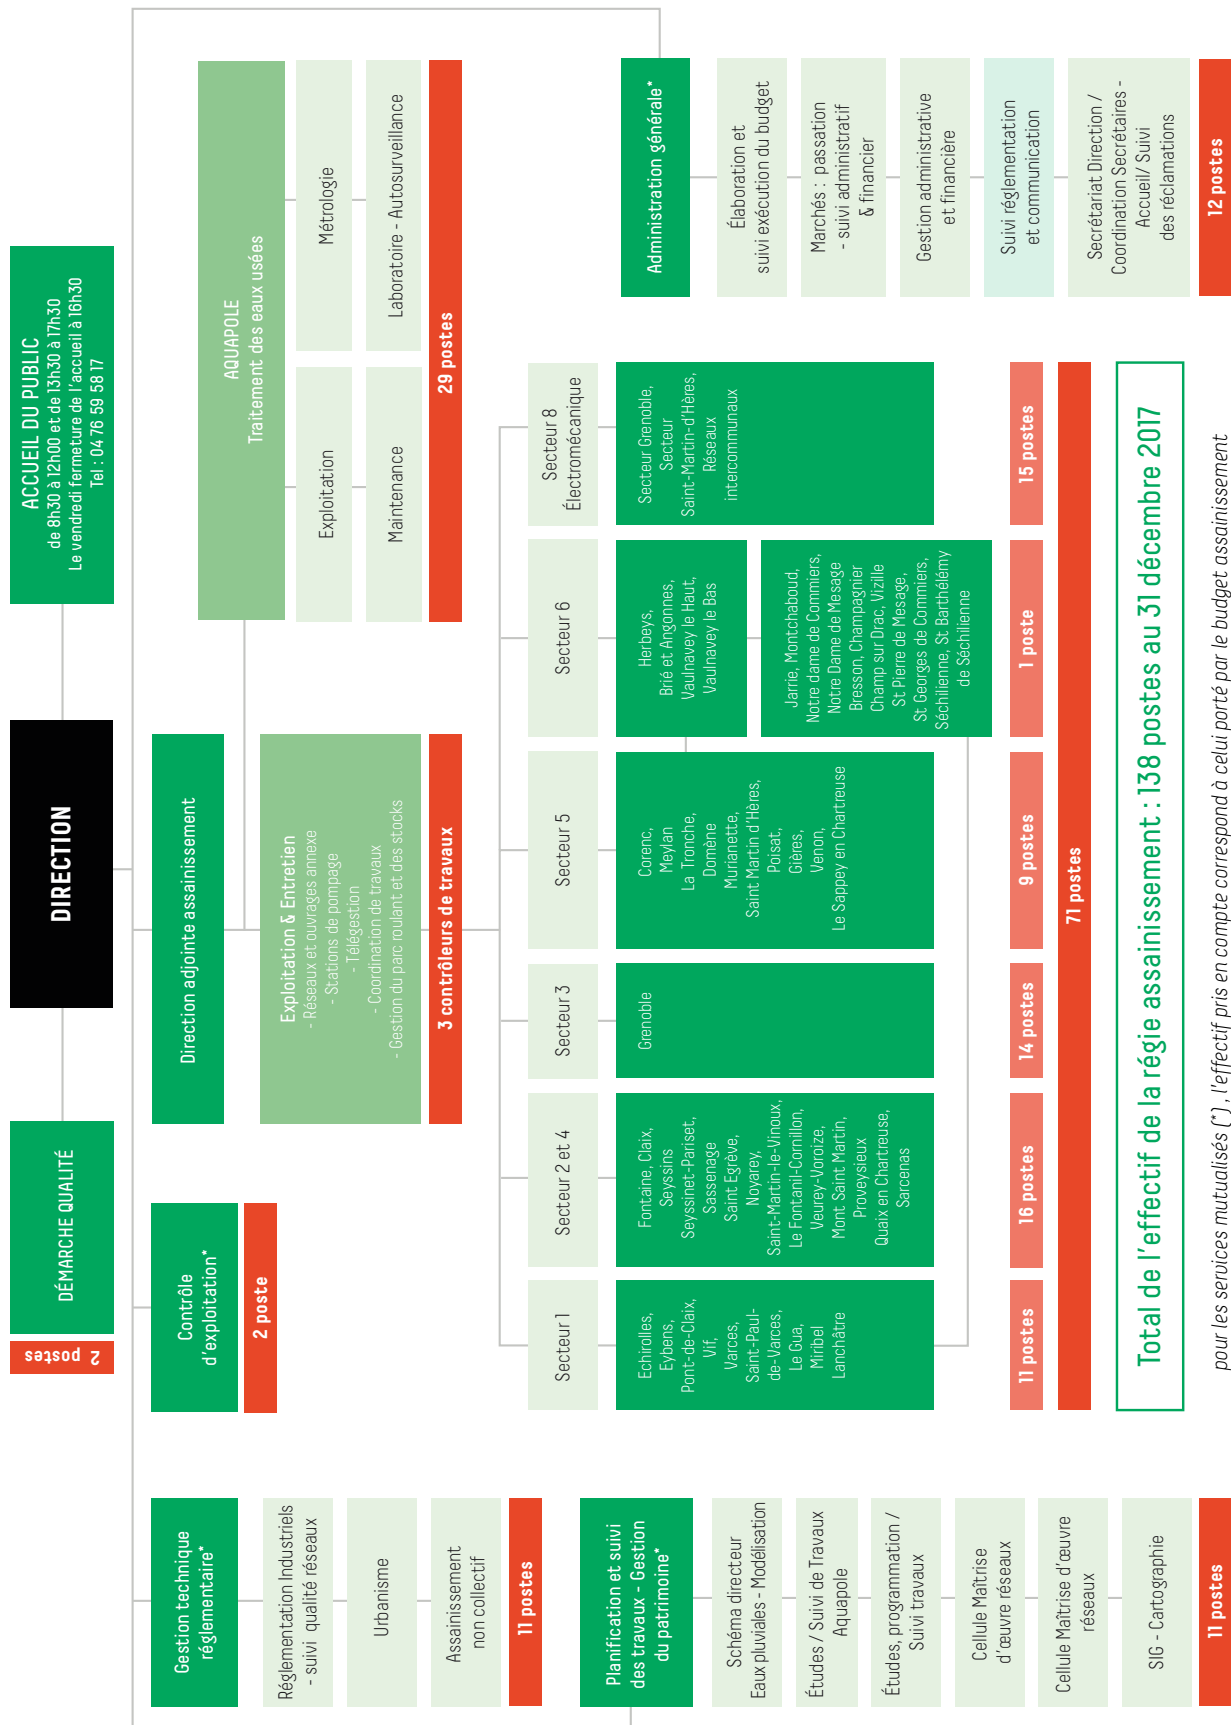 DIRECTION
DÉMARCHE QUALITÉ
2 postes
ACCUEIL DU PUBLIC
de 8h30 à 12h00 et de 13h30 à 17h30
Le vendredi fermeture de l'accueil à 16h30
Tel : 04 76 59 58 17
Gestion technique
réglementaire*
Réglementation Industriels
- suivi qualité réseaux
Urbanisme
Assainissement
non collectif
11 postes
Planification et suivi
des travaux - Gestion
du patrimoine*
Schéma directeur
Eaux pluviales - Modélisation
Études / Suivi de Travaux
Aquapole
Études, programmation /
Suivi travaux
Cellule Maîtrise
d'œuvre réseaux
Cellule Maîtrise d'œuvre
réseaux
SIG - Cartographie
11 postes
Contrôle
d'exploitation*
2 poste
Direction adjointe assainissement
Exploitation & Entretien
- Réseaux et ouvrages annexe
- Stations de pompage
- Télégestion
- Coordination de travaux
- Gestion du parc roulant et des stocks
3 contrôleurs de travaux
AQUAPOLE
Traitement des eaux usées
Exploitation
Métrologie
Maintenance
Laboratoire - Autosurveillance
29 postes
Secteur 1
Echirolles,
Eybens,
Pont-de-Claix,
Vif,
Varces,
Saint-Paul-
de-Varces,
Le Gua,
Miribel
Lanchâtre
11 postes
Secteur 2 et 4
Fontaine, Claix,
Seyssins
Seyssinet-Pariset,
Sassenage
Saint Egrève,
Noyarey,
Saint-Martin-le-Vinoux,
Le Fontanil-Cornillon,
Veurey-Voroize,
Mont Saint Martin,
Proveysieux
Quaix en Chartreuse,
Sarcenas
16 postes
Secteur 3
Grenoble
14 postes
Secteur 5
Corenc,
Meylan
La Tronche,
Domène
Murianette,
Saint Martin d'Hères,
Poisat,
Gières,
Venon,
Le Sappey en Chartreuse
9 postes
Secteur 6
Herbeys,
Brié et Angonnes,
Vaulnavey le Haut,
Vaulnavey le Bas
Jarrie, Montchaboud,
Notre dame de Commiers,
Notre Dame de Mesage
Bresson, Champagnier
Champ sur Drac, Vizille
St Pierre de Mesage,
St Georges de Commiers,
Séchilienne, St Barthélémy
de Séchilienne
1 poste
Secteur 8
Électromécanique
Secteur Grenoble,
Secteur
Saint-Martin-d'Hères,
Réseaux
intercommunaux
15 postes
71 postes
Administration générale*
Élaboration et
suivi exécution du budget
Marchés : passation
- suivi administratif
& financier
Gestion administrative
et financière
Suivi réglementation
et communication
Secrétariat Direction /
Coordination Secrétaires -
Accueil/ Suivi
des réclamations
12 postes
Total de l'effectif de la régie assainissement : 138 postes au 31 décembre 2017
pour les services mutualisés (*) , l'effectif pris en compte correspond à celui porté par le budget assainissement